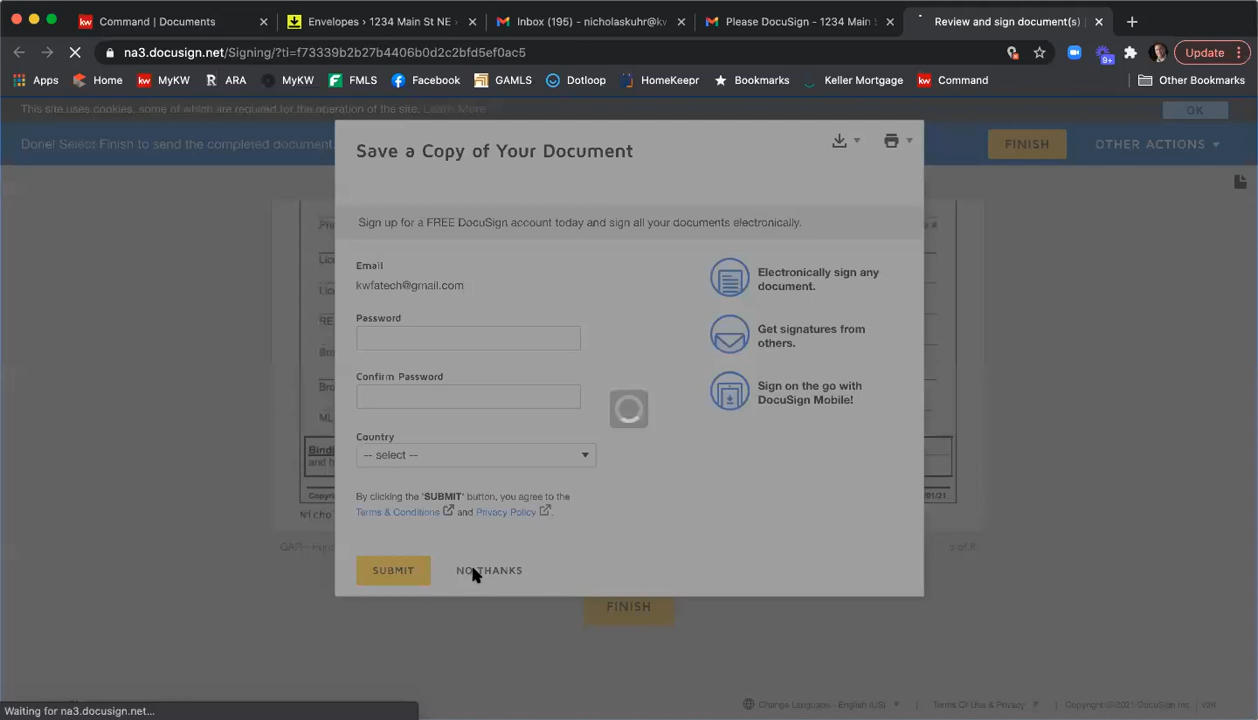 Command | Documents
Envelopes › 1234 Main St NE ›
Inbox (195) - nicholaskuhr@kw
Please DocuSign - 1234 Main
Review and sign document(s)
na3.docusign.net/Signing/?ti=f73339b2b27b4406b0d2c2bfd5ef0ac5
9+
Update
Apps
Home
kw MyKW
R ARA
MyKW
FMLS
Facebook
GAMLS
Dotloop
HomeKeepr
Bookmarks
Keller Mortgage
kw Command
Other Bookmarks
This site uses cookies, some of which are required for the operation of the site. Learn More
OK
Done! Select Finish to send the completed document.
FINISH
OTHER ACTIONS
Save a Copy of Your Document
Sign up for a FREE DocuSign account today and sign all your documents electronically.
Email
kwfatech@gmail.com
Password
Confirm Password
Country
-- select --
Electronically sign any
document.
Get signatures from
others.
Sign on the go with
DocuSign Mobile!
By clicking the 'SUBMIT' button, you agree to the
Terms & Conditions and Privacy Policy.
SUBMIT
NO THANKS
FINISH
Waiting for na3.docusign.net...
Change Language - English (US)
Terms Of Use & Privacy
Copyright © 2021 DocuSign Inc.
V2R